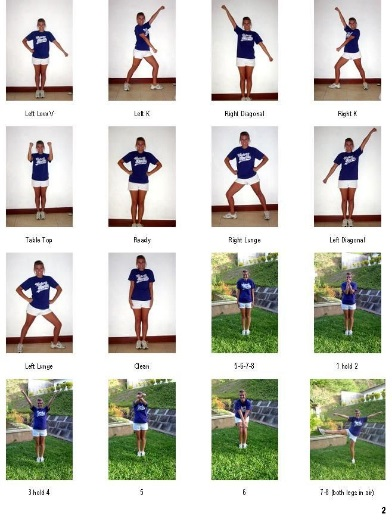 Left Low V
Left K
Right Diagonal
Right K
Table Top
Ready
Right Lunge
Left Diagonal
Left Lunge
Clean
5-6-7-8
1 hold 2
3 hold 4
5
6
7-8 (both legs in air)
2